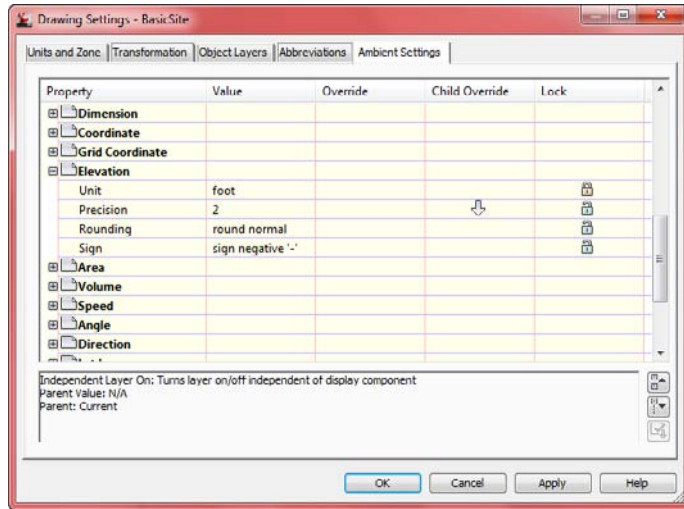 Drawing Settings - BasicSite
Units and Zone Transformation Object Layers Abbreviations Ambient Settings
Property Value Override Child Override Lock
Dimension
Coordinate
Grid Coordinate
Elevation
Unit foot
Precision 2
Rounding round normal
Sign sign negative '-'
Area
Volume
Speed
Angle
Direction
Independent Layer On: Turns layer on/off independent of display component
Parent Value: N/A
Parent: Current
OK Cancel Apply Help